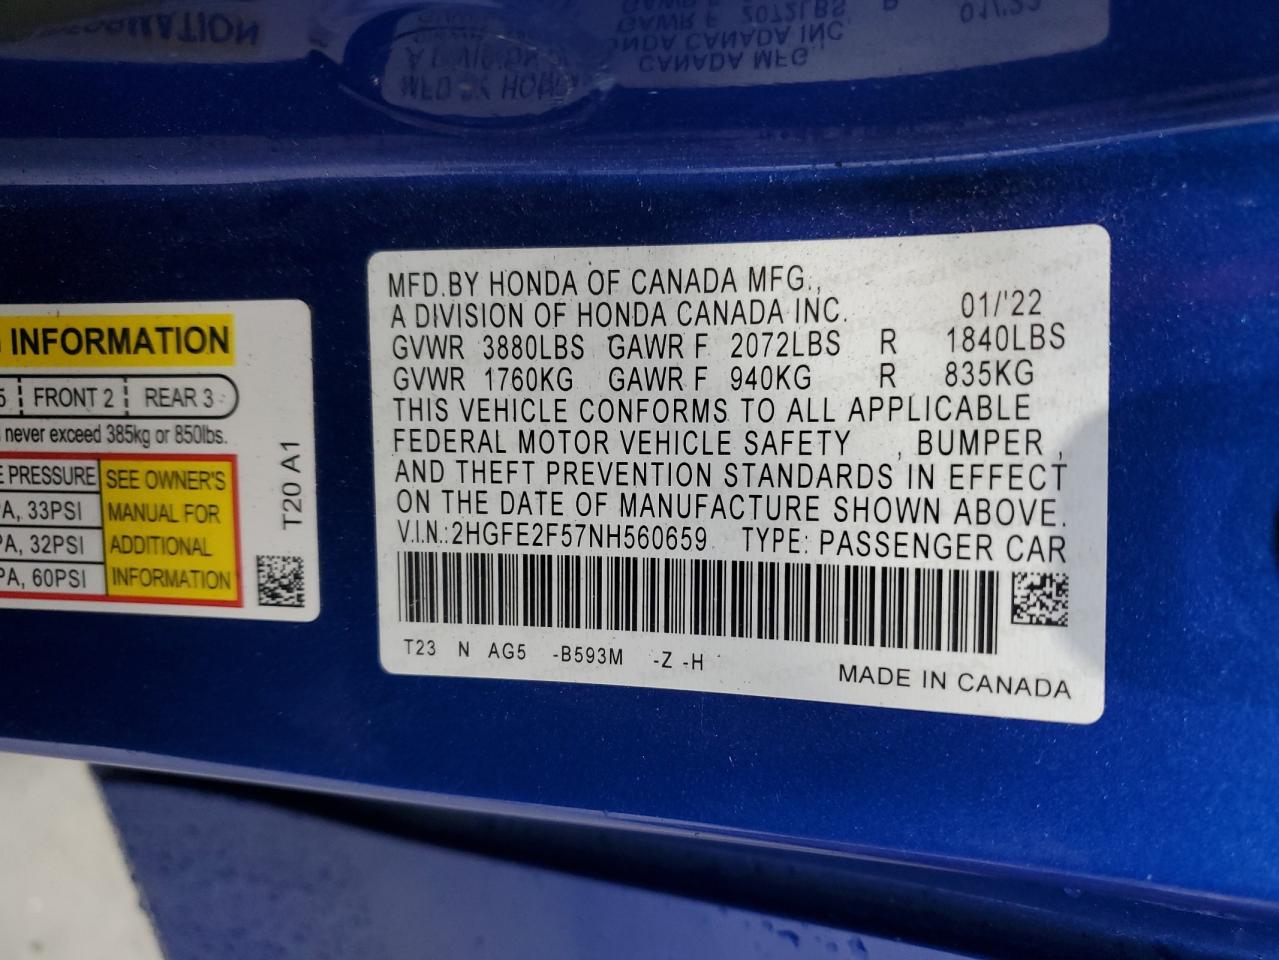 INFORMATION
5 FRONT 2 REAR 3
never exceed 385kg or 850lbs.
PRESSURE SEE OWNER'S
PA, 33PSI MANUAL FOR
PA, 32PSI ADDITIONAL
PA, 60PSI INFORMATION
T20 A1
MFD.BY HONDA OF CANADA MFG.,
A DIVISION OF HONDA CANADA INC. 01/'22
GVWR 3880LBS GAWR F 2072LBS R 1840LBS
GVWR 1760KG GAWR F 940KG R 835KG
THIS VEHICLE CONFORMS TO ALL APPLICABLE
FEDERAL MOTOR VEHICLE SAFETY , BUMPER ,
AND THEFT PREVENTION STANDARDS IN EFFECT
ON THE DATE OF MANUFACTURE SHOWN ABOVE.
V.I.N.:2HGFE2F57NH560659 TYPE: PASSENGER CAR
T23 N AG5 -B593M -Z -H
MADE IN CANADA